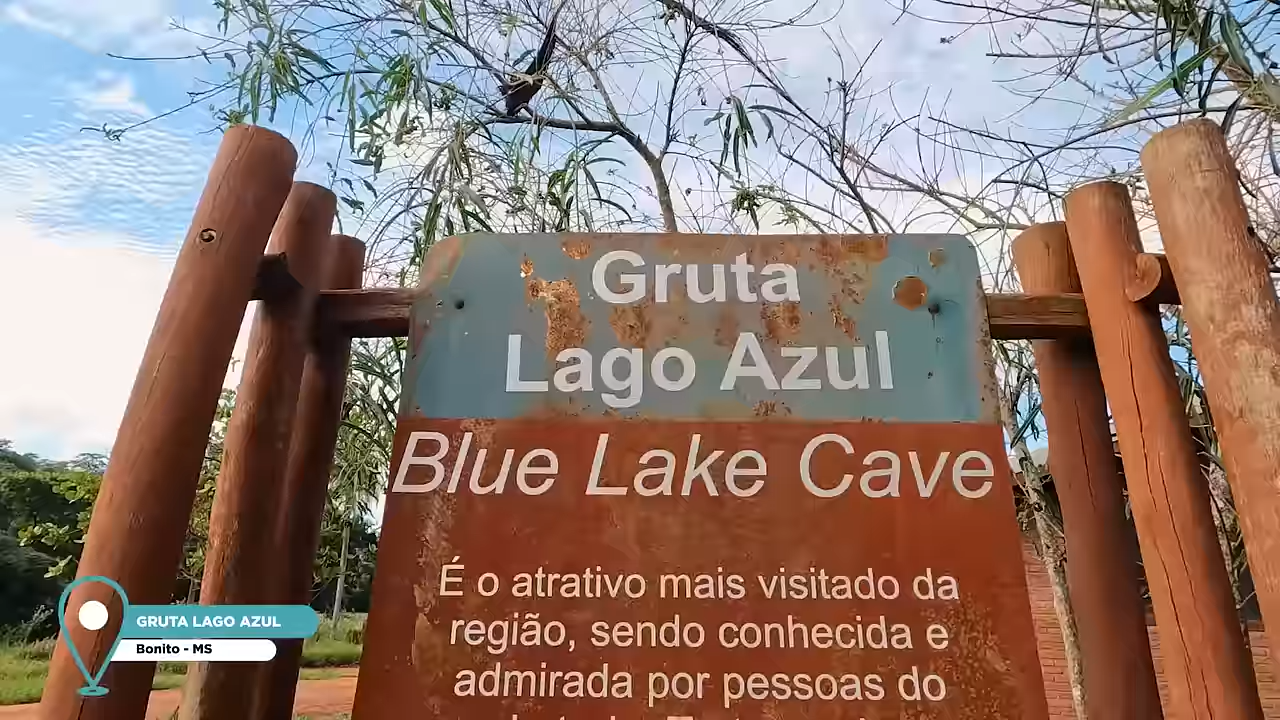 Gruta
Lago Azul
Blue Lake Cave
É o atrativo mais visitado da
região, sendo conhecida e
admirada por pessoas do
GRUTA LAGO AZUL
Bonito - MS